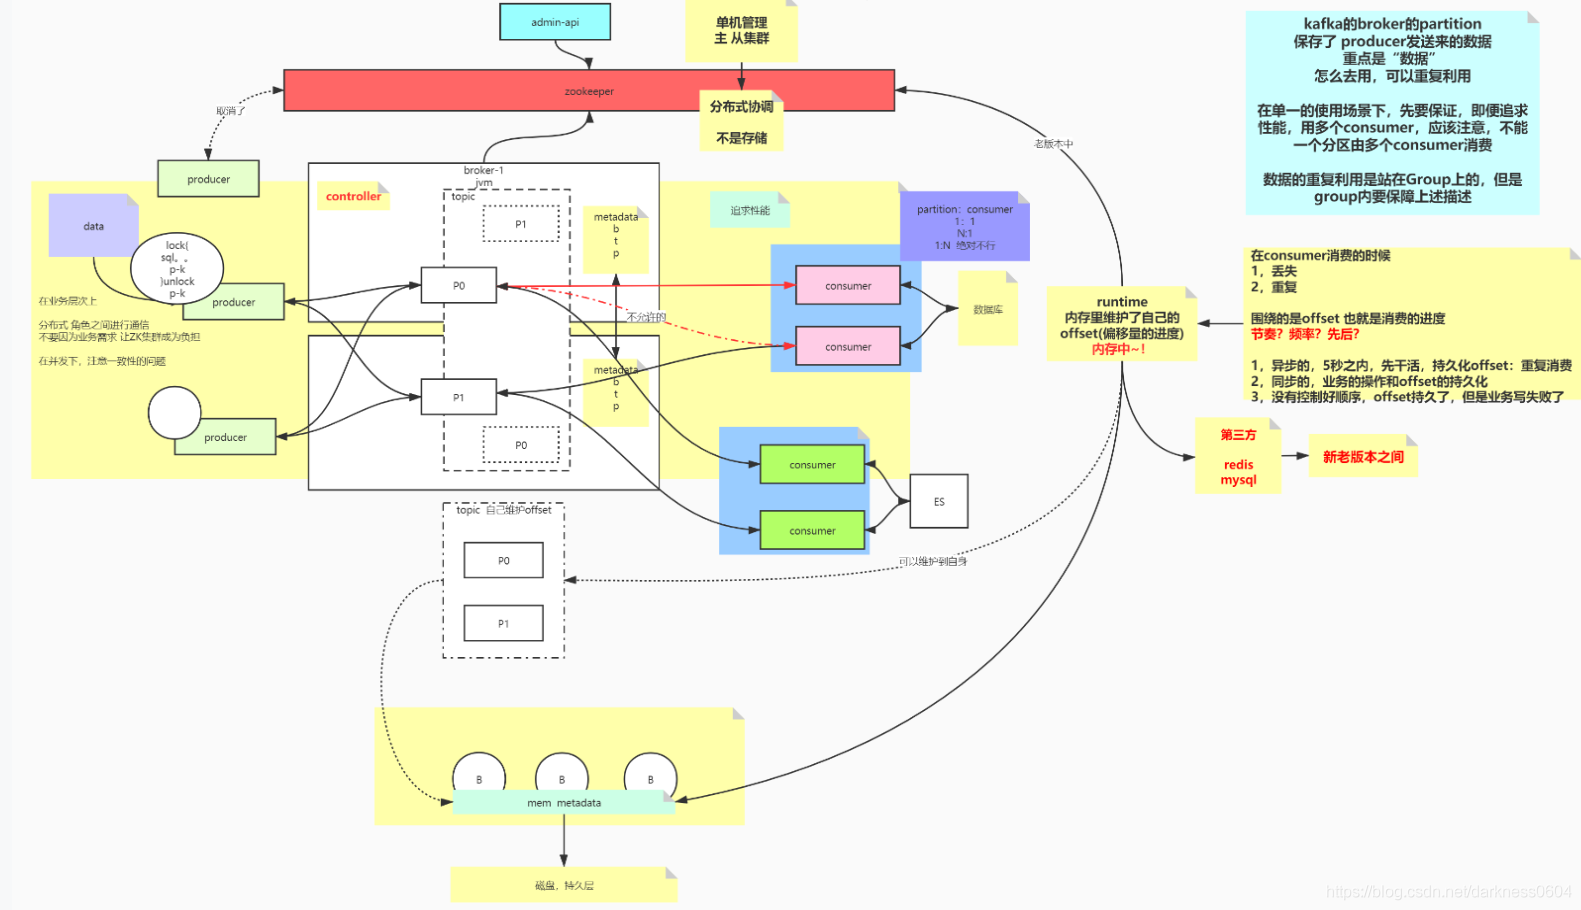 admin-api
单机管理
主 从集群
zookeeper
分布式协调
不是存储
取消了
老版本中
kafka的broker的partition
保存了 producer发送来的数据
重点是“数据”
怎么去用，可以重复利用
在单一的使用场景下，先要保证，即便追求
性能，用多个consumer，应该注意，不能
一个分区由多个consumer消费
数据的重复利用是站在Group上的，但是
group内要保障上述描述
producer
broker-1
jvm
controller
topic
P1
metadata
b
t
p
追求性能
partition：consumer
1：1
N:1
1:N 绝对不行
data
lock(
sql。。
p-k
)unlock
p-k
producer
P0
不允许的
consumer
consumer
数据库
在业务层次上
分布式 角色之间进行通信
不要因为业务需求 让ZK集群成为负担
在并发下，注意一致性的问题
metadata
b
t
p
P1
P0
producer
runtime
内存里维护了自己的
offset(偏移量的进度)
内存中~！
在consumer消费的时候
1，丢失
2，重复
围绕的是offset 也就是消费的进度
节奏？频率？先后？
1，异步的，5秒之内，先干活，持久化offset：重复消费
2，同步的，业务的操作和offset的持久化
3，没有控制好顺序，offset持久了，但是业务写失败了
第三方
redis
mysql
新老版本之间
consumer
consumer
ES
topic 自己维护offset
P0
P1
可以维护到自身
B
B
B
mem metadata
磁盘，持久层
https://blog.csdn.net/darkness0604